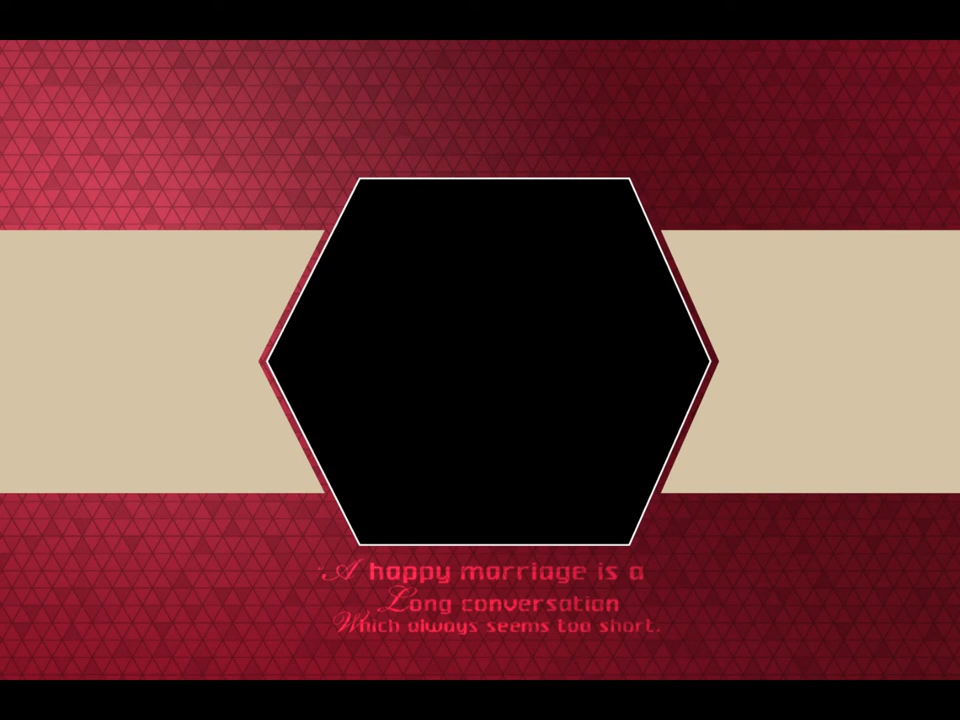 A happy marriage is a
Long conversation
Which always seems too short.